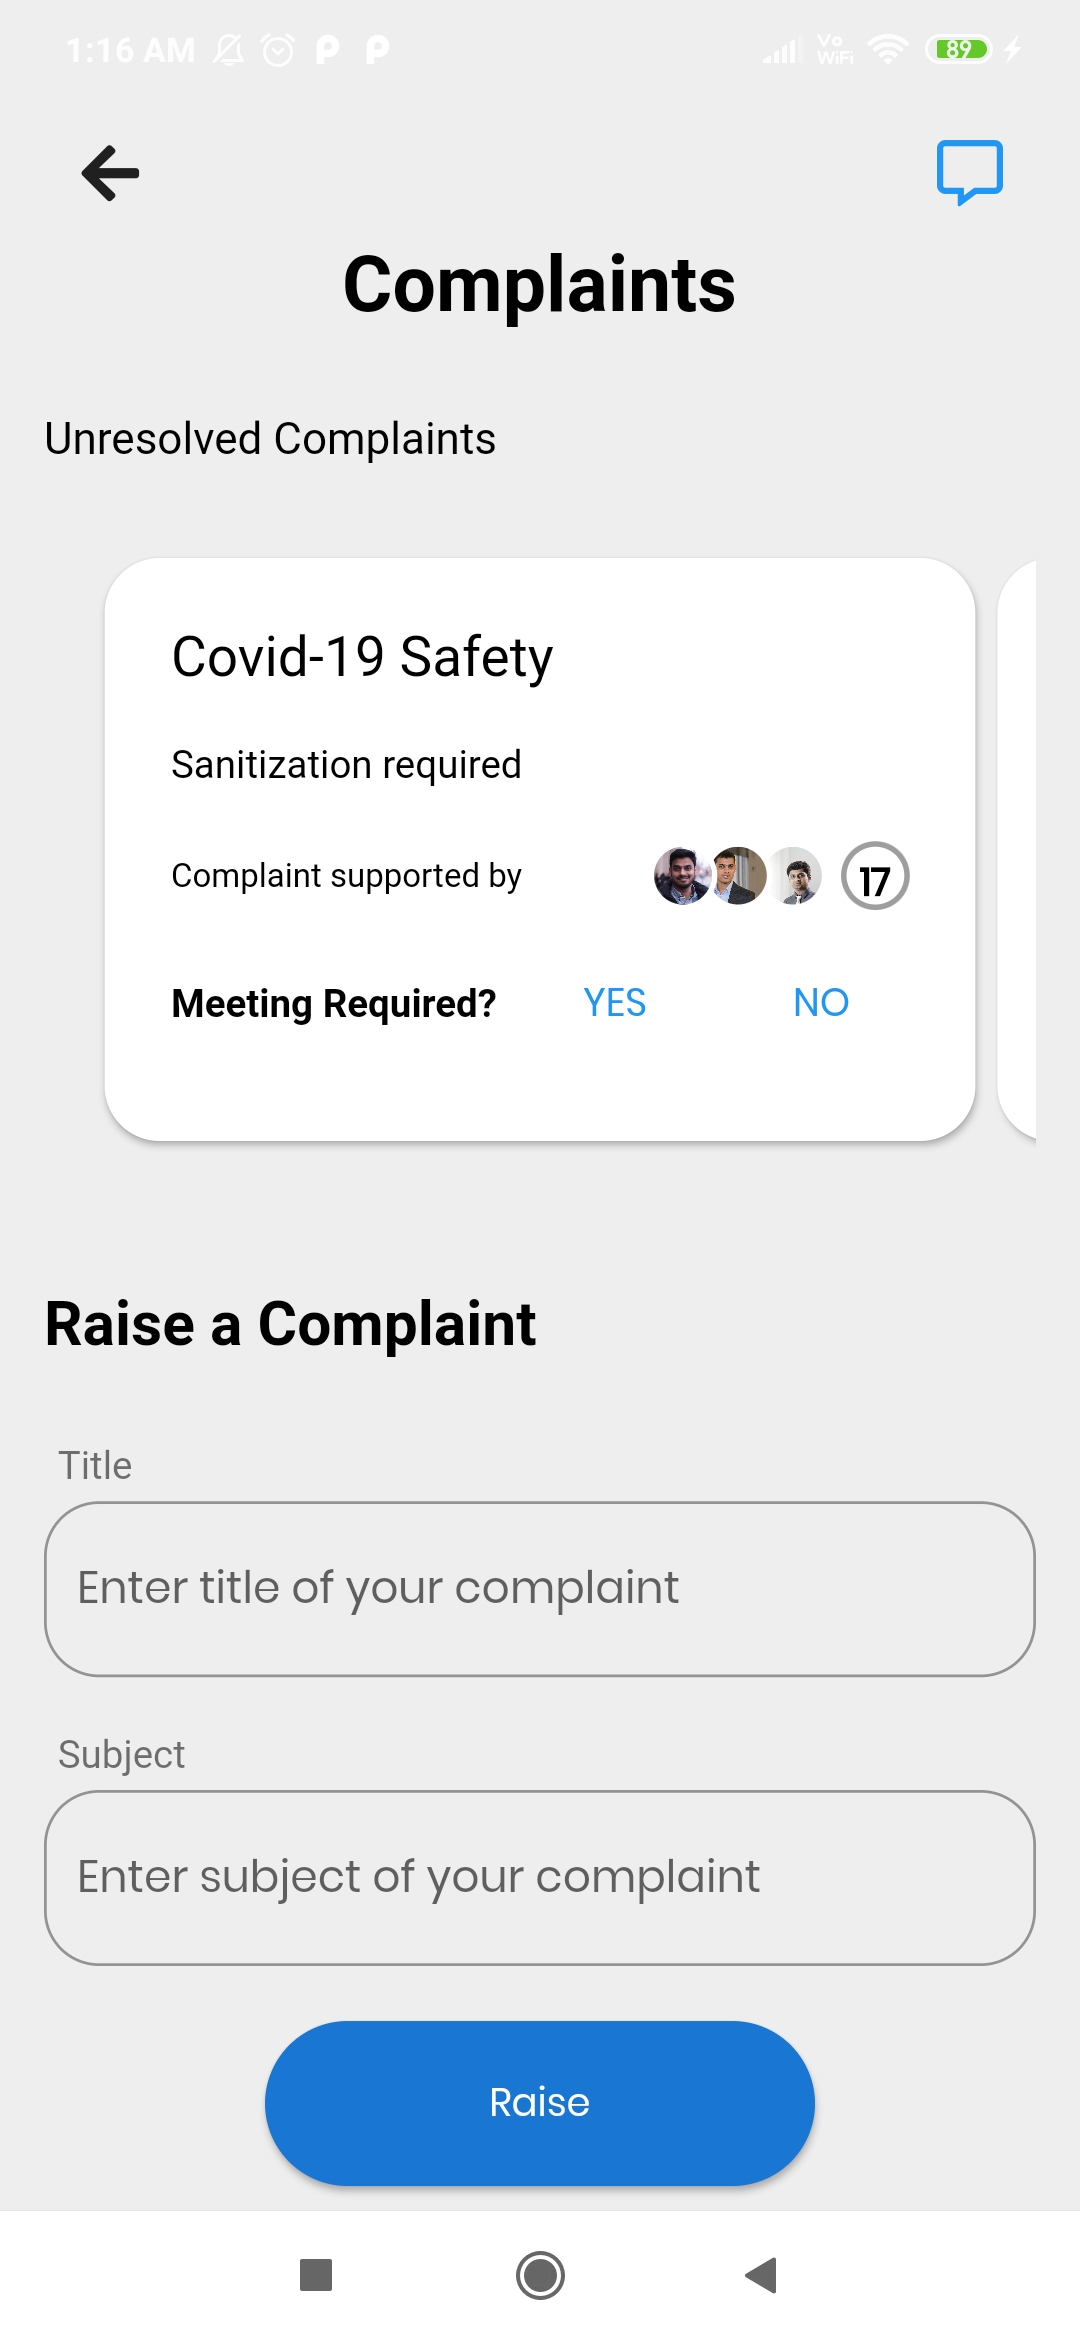 1:16 AM Vo WiFi 89
Complaints
Unresolved Complaints
Covid-19 Safety
Sanitization required
Complaint supported by 17
Meeting Required? YES NO
Raise a Complaint
Title
Enter title of your complaint
Subject
Enter subject of your complaint
Raise